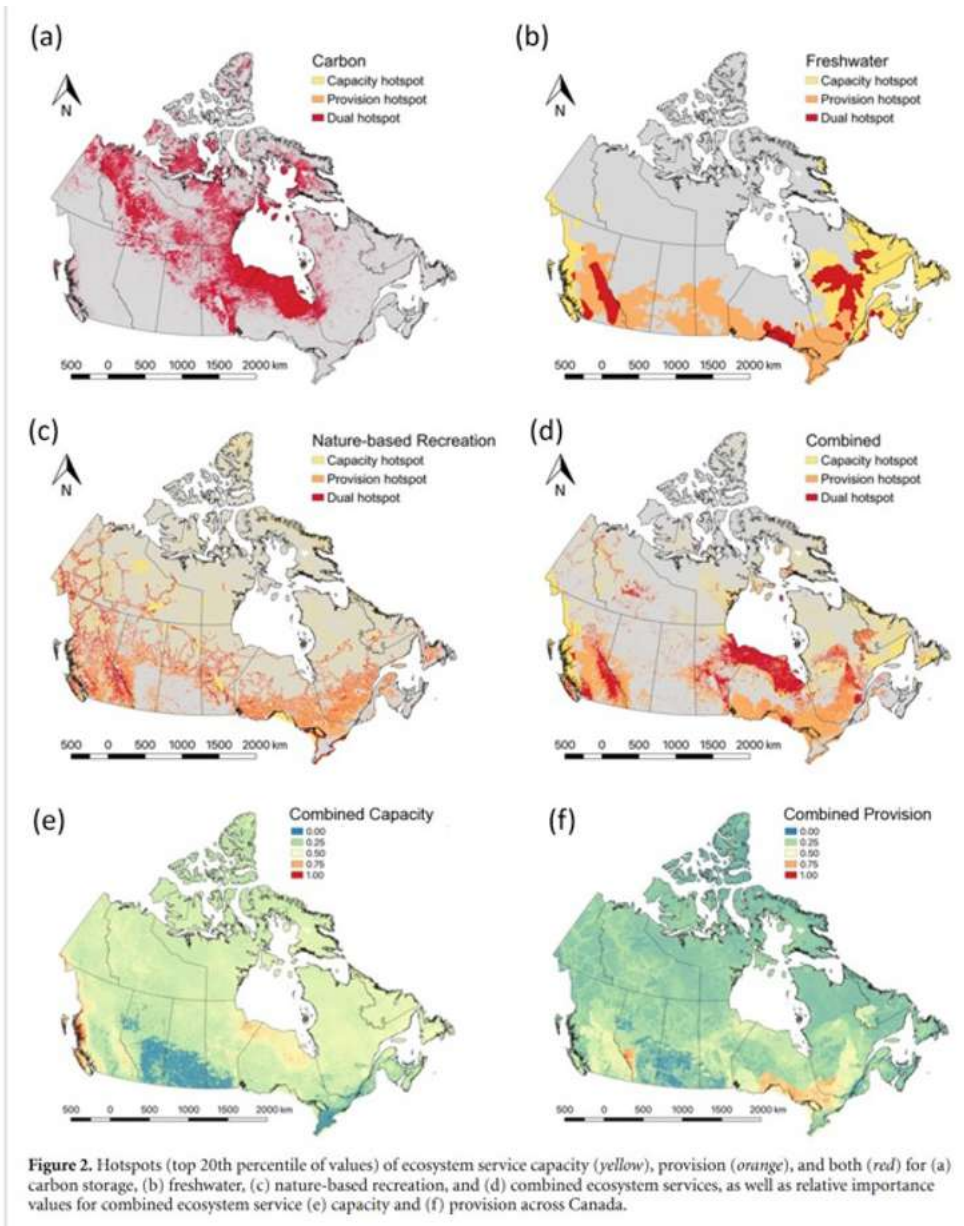 (a)
Carbon
Capacity hotspot
Provision hotspot
Dual hotspot
N
500 0 500 1000 1500 2000 km
(b)
Freshwater
Capacity hotspot
Provision hotspot
Dual hotspot
N
500 0 500 1000 1500 2000 km
(c)
Nature-based Recreation
Capacity hotspot
Provision hotspot
Dual hotspot
N
500 0 500 1000 1500 2000 km
(d)
Combined
Capacity hotspot
Provision hotspot
Dual hotspot
N
500 0 500 1000 1500 2000 km
(e)
Combined Capacity
0.00
0.25
0.50
0.75
1.00
500 0 500 1000 1500 2000 km
(f)
Combined Provision
0.00
0.25
0.50
0.75
1.00
500 0 500 1000 1500 2000 km
Figure 2. Hotspots (top 20th percentile of values) of ecosystem service capacity (yellow), provision (orange), and both (red) for (a)
carbon storage, (b) freshwater, (c) nature-based recreation, and (d) combined ecosystem services, as well as relative importance
values for combined ecosystem service (e) capacity and (f) provision across Canada.